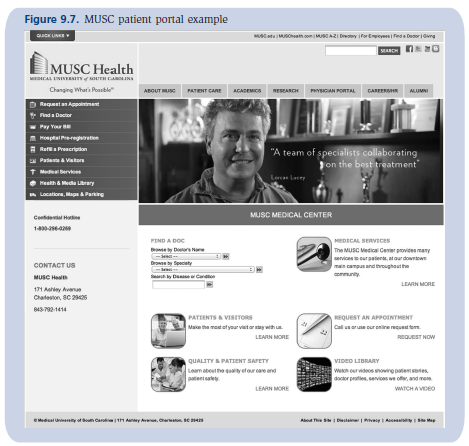 Figure 9.7. MUSC patient portal example
QUICK LINKS ▼
MUSC.edu | MUSChealth.com | MUSC A-Z | Directory | For Employees | Find a Doctor | Giving
SEARCH
MUSC Health
MEDICAL UNIVERSITY of SOUTH CAROLINA
Changing What's Possible
ABOUT MUSC PATIENT CARE ACADEMICS RESEARCH PHYSICIAN PORTAL CAREERS/HR ALUMNI
Request an Appointment
Find a Doctor
Pay Your Bill
Hospital Pre-registration
Refill a Prescription
Patients & Visitors
Medical Services
Health & Media Library
Locations, Maps & Parking
"A team of specialists collaborating
on the best treatment"
Lorcan Lucey
Confidential Hotline
1-800-296-0269
CONTACT US
MUSC Health
171 Ashley Avenue
Charleston, SC 29425
843-792-1414
MUSC MEDICAL CENTER
FIND A DOC
Browse by Doctor's Name
--- Select ---
Browse by Specialty
--- Select ---
Search by Disease or Condition
MEDICAL SERVICES
The MUSC Medical Center provides many
services to our patients, at our downtown
main campus and throughout the
community.
LEARN MORE
PATIENTS & VISITORS
Make the most of your visit or stay with us.
LEARN MORE
REQUEST AN APPOINTMENT
Call us or use our online request form.
REQUEST NOW
QUALITY & PATIENT SAFETY
Learn about the quality of our care and
patient safety.
LEARN MORE
VIDEO LIBRARY
Watch our videos showing patient stories,
doctor profiles, services we offer, and more.
WATCH A VIDEO
© Medical University of South Carolina | 171 Ashley Avenue, Charleston, SC 29425
About This Site | Disclaimer | Privacy | Accessibility | Site Map